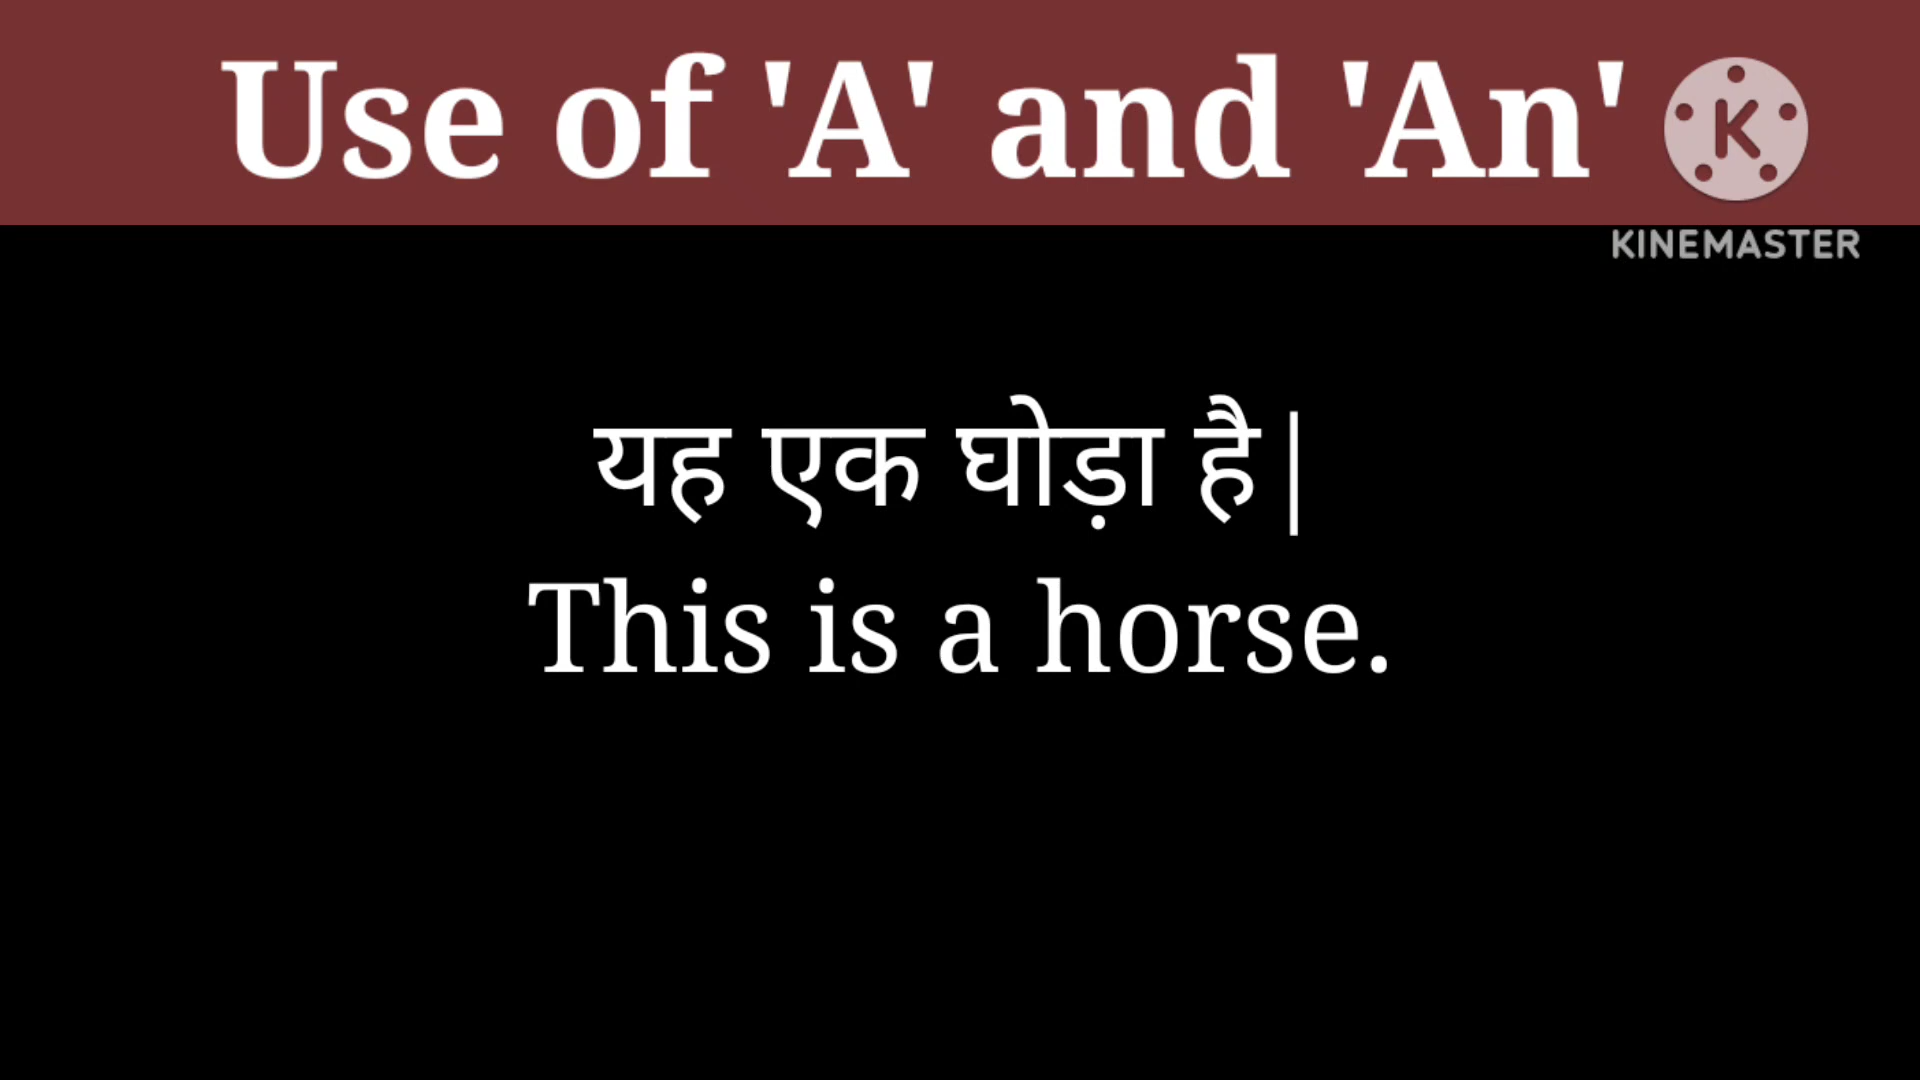 Use of 'A' and 'An'
K
KINEMASTER
यह एक घोड़ा है|
This is a horse.